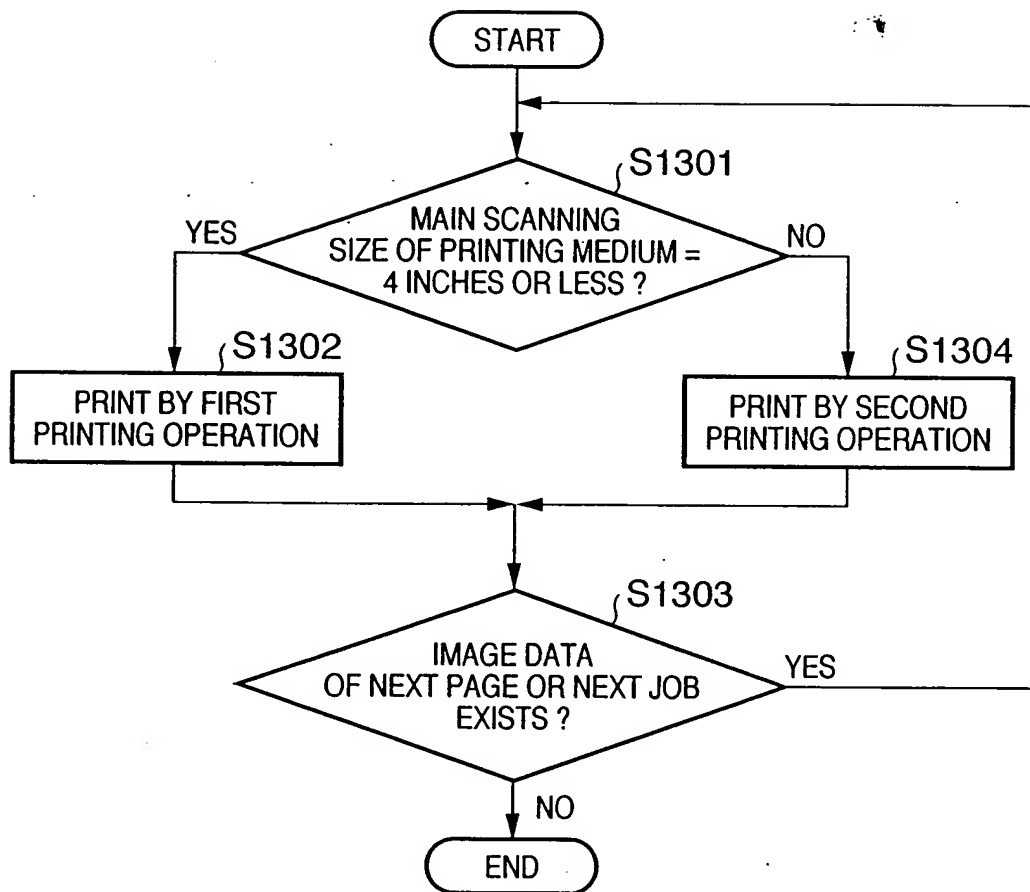 START
S1301
MAIN SCANNING
SIZE OF PRINTING MEDIUM =
4 INCHES OR LESS ?
YES
NO
S1302
PRINT BY FIRST
PRINTING OPERATION
S1304
PRINT BY SECOND
PRINTING OPERATION
S1303
IMAGE DATA
OF NEXT PAGE OR NEXT JOB
EXISTS ?
YES
NO
END